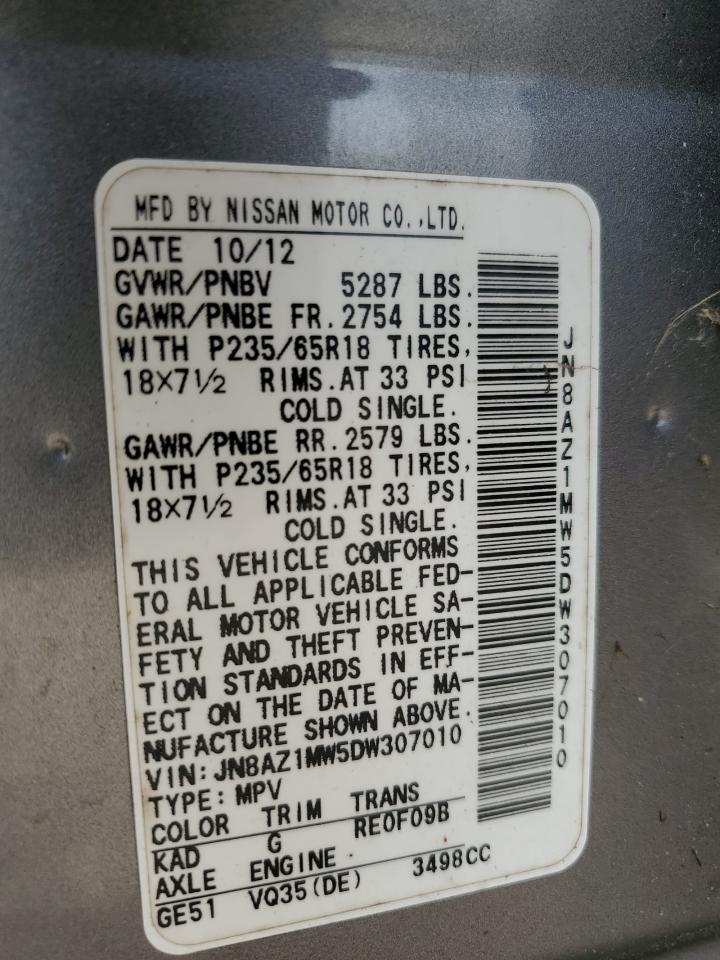 MFD BY NISSAN MOTOR CO.,LTD.
DATE 10/12
GVWR/PNBV 5287 LBS.
GAWR/PNBE FR.2754 LBS.
WITH P235/65R18 TIRES,
18×7½ RIMS.AT 33 PSI
COLD SINGLE.
GAWR/PNBE RR.2579 LBS.
WITH P235/65R18 TIRES,
18×7½ RIMS.AT 33 PSI
COLD SINGLE.
THIS VEHICLE CONFORMS
TO ALL APPLICABLE FED-
ERAL MOTOR VEHICLE SA-
FETY AND THEFT PREVEN-
TION STANDARDS IN EFF-
ECT ON THE DATE OF MA-
NUFACTURE SHOWN ABOVE.
VIN:JN8AZ1MW5DW307010
TYPE:MPV
COLOR TRIM TRANS
KAD G RE0F09B
AXLE ENGINE
GE51 VQ35(DE) 3498CC
JN8AZ1MW5DW307010